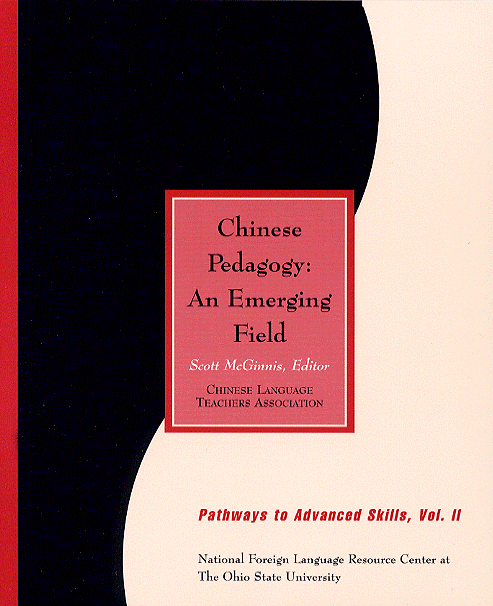 Chinese
Pedagogy:
An Emerging
Field
Scott McGinnis, Editor
Chinese Language
Teachers Association
Pathways to Advanced Skills, Vol. II
National Foreign Language Resource Center at
The Ohio State University